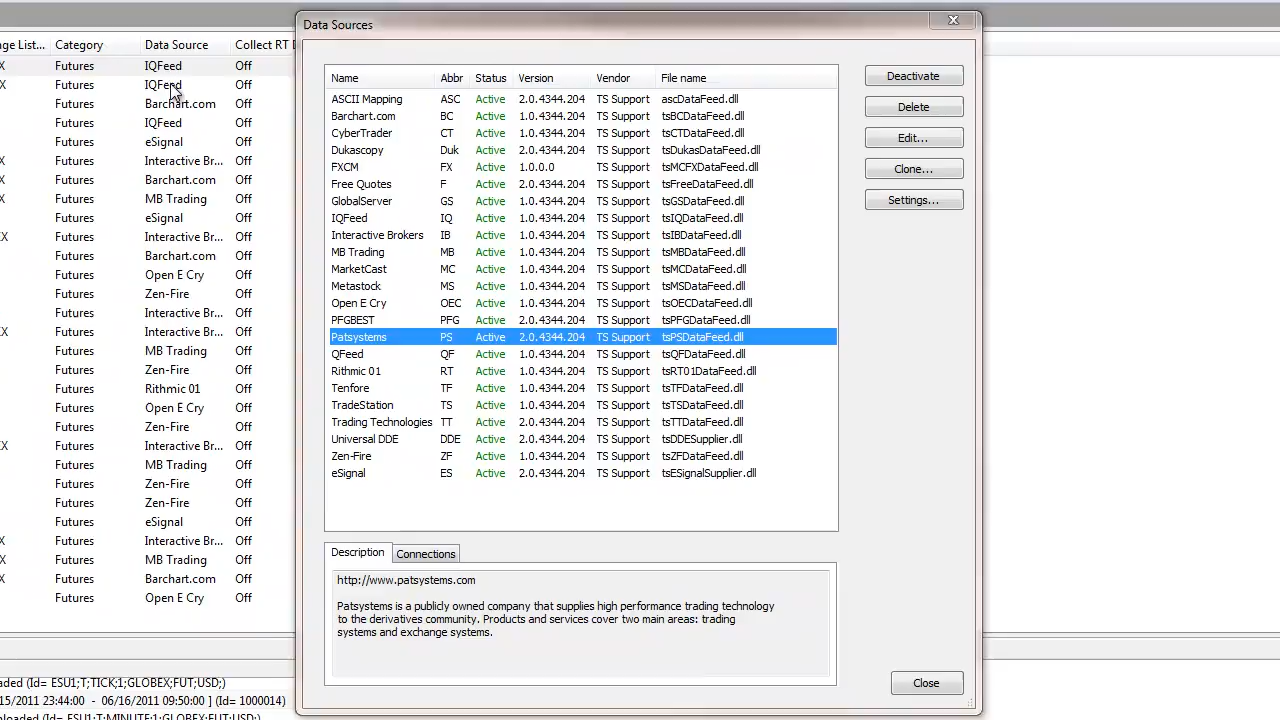 Data Sources
age List... Category Data Source Collect RT
X Futures IQFeed Off
X Futures IQFeed Off
Futures Barchart.com Off
Futures IQFeed Off
Futures eSignal Off
X Futures Interactive Br... Off
X Futures Barchart.com Off
X Futures MB Trading Off
Futures eSignal Off
EX Futures Interactive Br... Off
Futures Barchart.com Off
Futures Open E Cry Off
Futures Zen-Fire Off
Futures Interactive Br... Off
EX Futures Interactive Br... Off
Futures MB Trading Off
Futures Zen-Fire Off
Futures Rithmic 01 Off
Futures Open E Cry Off
Futures Zen-Fire Off
EX Futures Interactive Br... Off
Futures MB Trading Off
Futures Zen-Fire Off
Futures Zen-Fire Off
Futures eSignal Off
X Futures Interactive Br... Off
X Futures MB Trading Off
X Futures Barchart.com Off
Futures Open E Cry Off
aded (Id= ESU1;T;TICK;1;GLOBEX;FUT;USD;)
15/2011 23:44:00 - 06/16/2011 09:50:00 ] (Id= 1000014)
oaded (Id= ESU1;T;MINUTE;1;GLOBEX;FUT;USD;)
Name Abbr Status Version Vendor File name
ASCII Mapping ASC Active 2.0.4344.204 TS Support ascDataFeed.dll
Barchart.com BC Active 1.0.4344.204 TS Support tsBCDataFeed.dll
CyberTrader CT Active 1.0.4344.204 TS Support tsCTDataFeed.dll
Dukascopy Duk Active 2.0.4344.204 TS Support tsDukasDataFeed.dll
FXCM FX Active 1.0.0.0 TS Support tsMCFXDataFeed.dll
Free Quotes F Active 2.0.4344.204 TS Support tsFreeDataFeed.dll
GlobalServer GS Active 1.0.4344.204 TS Support tsGSDataFeed.dll
IQFeed IQ Active 1.0.4344.204 TS Support tsIQDataFeed.dll
Interactive Brokers IB Active 1.0.4344.204 TS Support tsIBDataFeed.dll
MB Trading MB Active 1.0.4344.204 TS Support tsMBDataFeed.dll
MarketCast MC Active 1.0.4344.204 TS Support tsMCDataFeed.dll
Metastock MS Active 1.0.4344.204 TS Support tsMSDataFeed.dll
Open E Cry OEC Active 1.0.4344.204 TS Support tsOECDataFeed.dll
PFGBEST PFG Active 2.0.4344.204 TS Support tsPFGDataFeed.dll
Patsystems PS Active 2.0.4344.204 TS Support tsPSDataFeed.dll
QFeed QF Active 1.0.4344.204 TS Support tsQFDataFeed.dll
Rithmic 01 RT Active 1.0.4344.204 TS Support tsRT01DataFeed.dll
Tenfore TF Active 1.0.4344.204 TS Support tsTFDataFeed.dll
TradeStation TS Active 1.0.4344.204 TS Support tsTSDataFeed.dll
Trading Technologies TT Active 2.0.4344.204 TS Support tsTTDataFeed.dll
Universal DDE DDE Active 1.0.4344.204 TS Support tsDDESupplier.dll
Zen-Fire ZF Active 1.0.4344.204 TS Support tsZFDataFeed.dll
eSignal ES Active 1.0.4344.204 TS Support tsESignalSupplier.dll
Deactivate
Delete
Edit...
Clone...
Settings...
Description Connections
http://www.patsystems.com
Patsystems is a publicly owned company that supplies high performance trading technology
to the derivatives community. Products and services cover two main areas: trading
systems and exchange systems.
Close